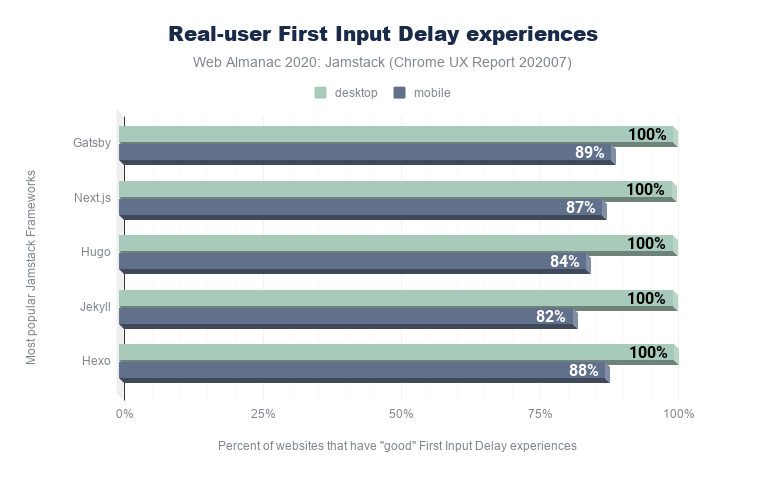 Real-user First Input Delay experiences
Web Almanac 2020: Jamstack (Chrome UX Report 202007)
desktop mobile
Most popular Jamstack Frameworks
Gatsby 100%
89%
Next.js 100%
87%
Hugo 100%
84%
Jekyll 100%
82%
Hexo 100%
88%
0% 25% 50% 75% 100%
Percent of websites that have "good" First Input Delay experiences